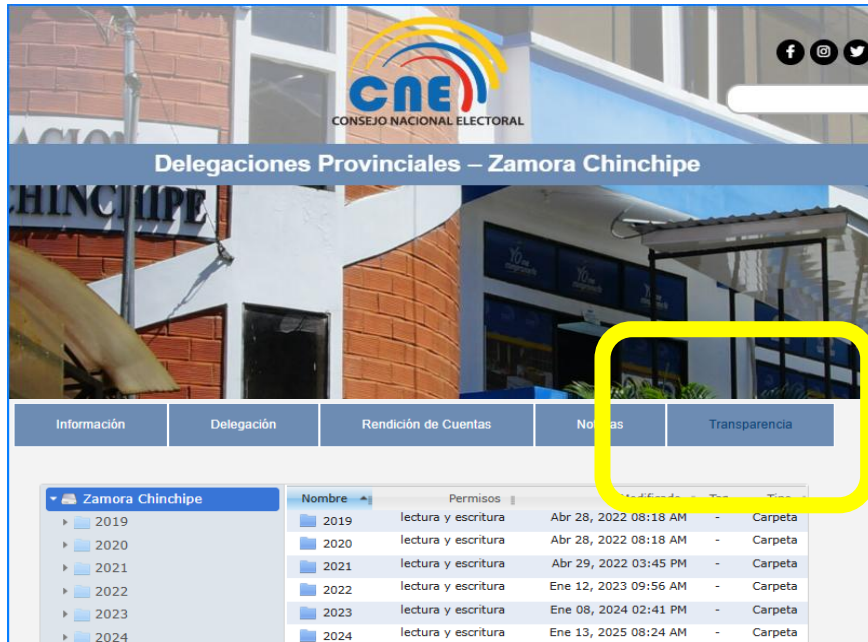 CNE
CONSEJO NACIONAL ELECTORAL
Delegaciones Provinciales – Zamora Chinchipe
CHINCHIPE
Información Delegación Rendición de Cuentas Transparencia
Zamora Chinchipe
2019
2020
2021
2022
2023
2024
Nombre Permisos
2019 lectura y escritura Abr 28, 2022 08:18 AM - Carpeta
2020 lectura y escritura Abr 28, 2022 08:18 AM - Carpeta
2021 lectura y escritura Abr 29, 2022 03:45 PM - Carpeta
2022 lectura y escritura Ene 12, 2023 09:56 AM - Carpeta
2023 lectura y escritura Ene 08, 2024 02:41 PM - Carpeta
2024 lectura y escritura Ene 13, 2025 08:24 AM - Carpeta